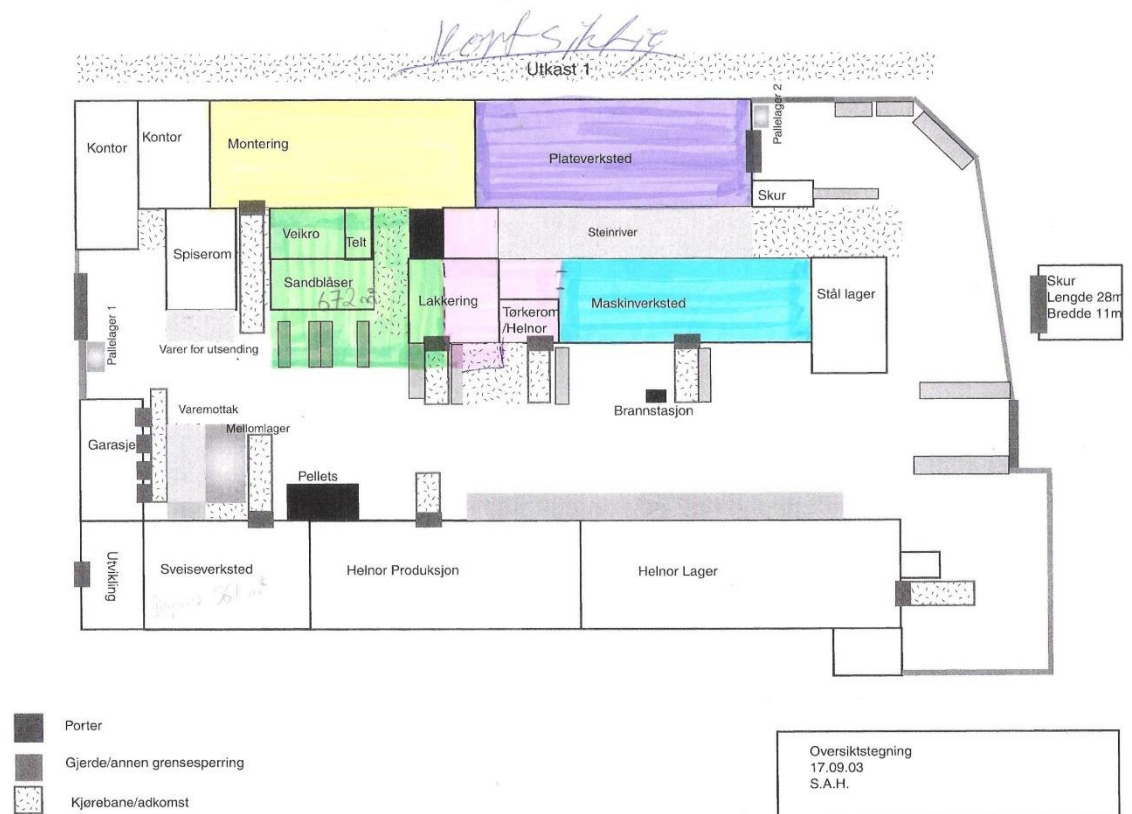 Utkast 1
Kontor
Kontor
Montering
Plateverksted
Pallelager 2
Skur
Spiserom
Veikro
Telt
Steinriver
Sandblåser
672 m²
Lakkering
Tørkerom
/Helnor
Maskinverksted
Stål lager
Skur
Lengde 28m
Bredde 11m
Pallelager 1
Varer for utsending
Brannstasjon
Garasje
Varemottak
Mellomlager
Pellets
Utvikling
Sveiseverksted
561 m²
Helnor Produksjon
Helnor Lager
Porter
Gjerde/annen grensesperring
Kjørebane/adkomst
Oversiktstegning
17.09.03
S.A.H.